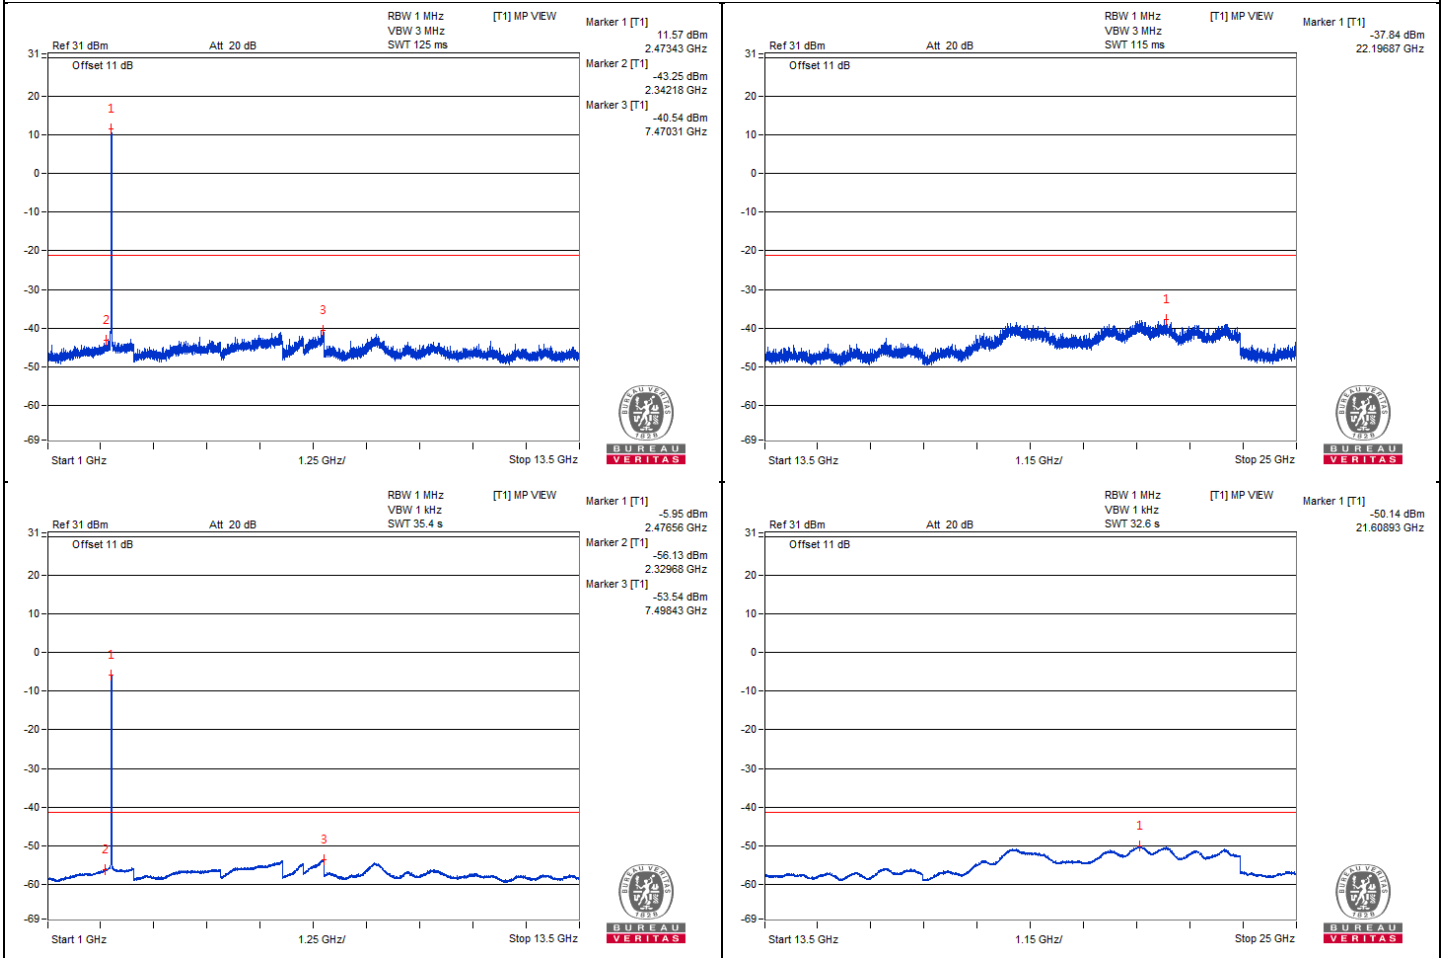 RBW 1 MHz [T1] MP VIEW
VBW 3 MHz
SWT 125 ms
Ref 31 dBm Att 20 dB
Offset 11 dB
Marker 1 [T1]
11.57 dBm
2.47343 GHz
Marker 2 [T1]
-43.25 dBm
2.34218 GHz
Marker 3 [T1]
-40.54 dBm
7.47031 GHz
31
20
10
0
-10
-20
-30
-40
-50
-60
-69
1
2
3
Start 1 GHz 1.25 GHz/ Stop 13.5 GHz
BUREAU VERITAS
1828
BUREAU
VERITAS
RBW 1 MHz [T1] MP VIEW
VBW 3 MHz
SWT 115 ms
Ref 31 dBm Att 20 dB
Offset 11 dB
Marker 1 [T1]
-37.84 dBm
22.19687 GHz
31
20
10
0
-10
-20
-30
-40
-50
-60
-69
1
Start 13.5 GHz 1.15 GHz/ Stop 25 GHz
BUREAU VERITAS
1828
BUREAU
VERITAS
RBW 1 MHz [T1] MP VIEW
VBW 1 kHz
SWT 35.4 s
Ref 31 dBm Att 20 dB
Offset 11 dB
Marker 1 [T1]
-5.95 dBm
2.47656 GHz
Marker 2 [T1]
-56.13 dBm
2.32968 GHz
Marker 3 [T1]
-53.54 dBm
7.49843 GHz
31
20
10
0
-10
-20
-30
-40
-50
-60
-69
1
2
3
Start 1 GHz 1.25 GHz/ Stop 13.5 GHz
BUREAU VERITAS
1828
BUREAU
VERITAS
RBW 1 MHz [T1] MP VIEW
VBW 1 kHz
SWT 32.6 s
Ref 31 dBm Att 20 dB
Offset 11 dB
Marker 1 [T1]
-50.14 dBm
21.60893 GHz
31
20
10
0
-10
-20
-30
-40
-50
-60
-69
1
Start 13.5 GHz 1.15 GHz/ Stop 25 GHz
BUREAU VERITAS
1828
BUREAU
VERITAS